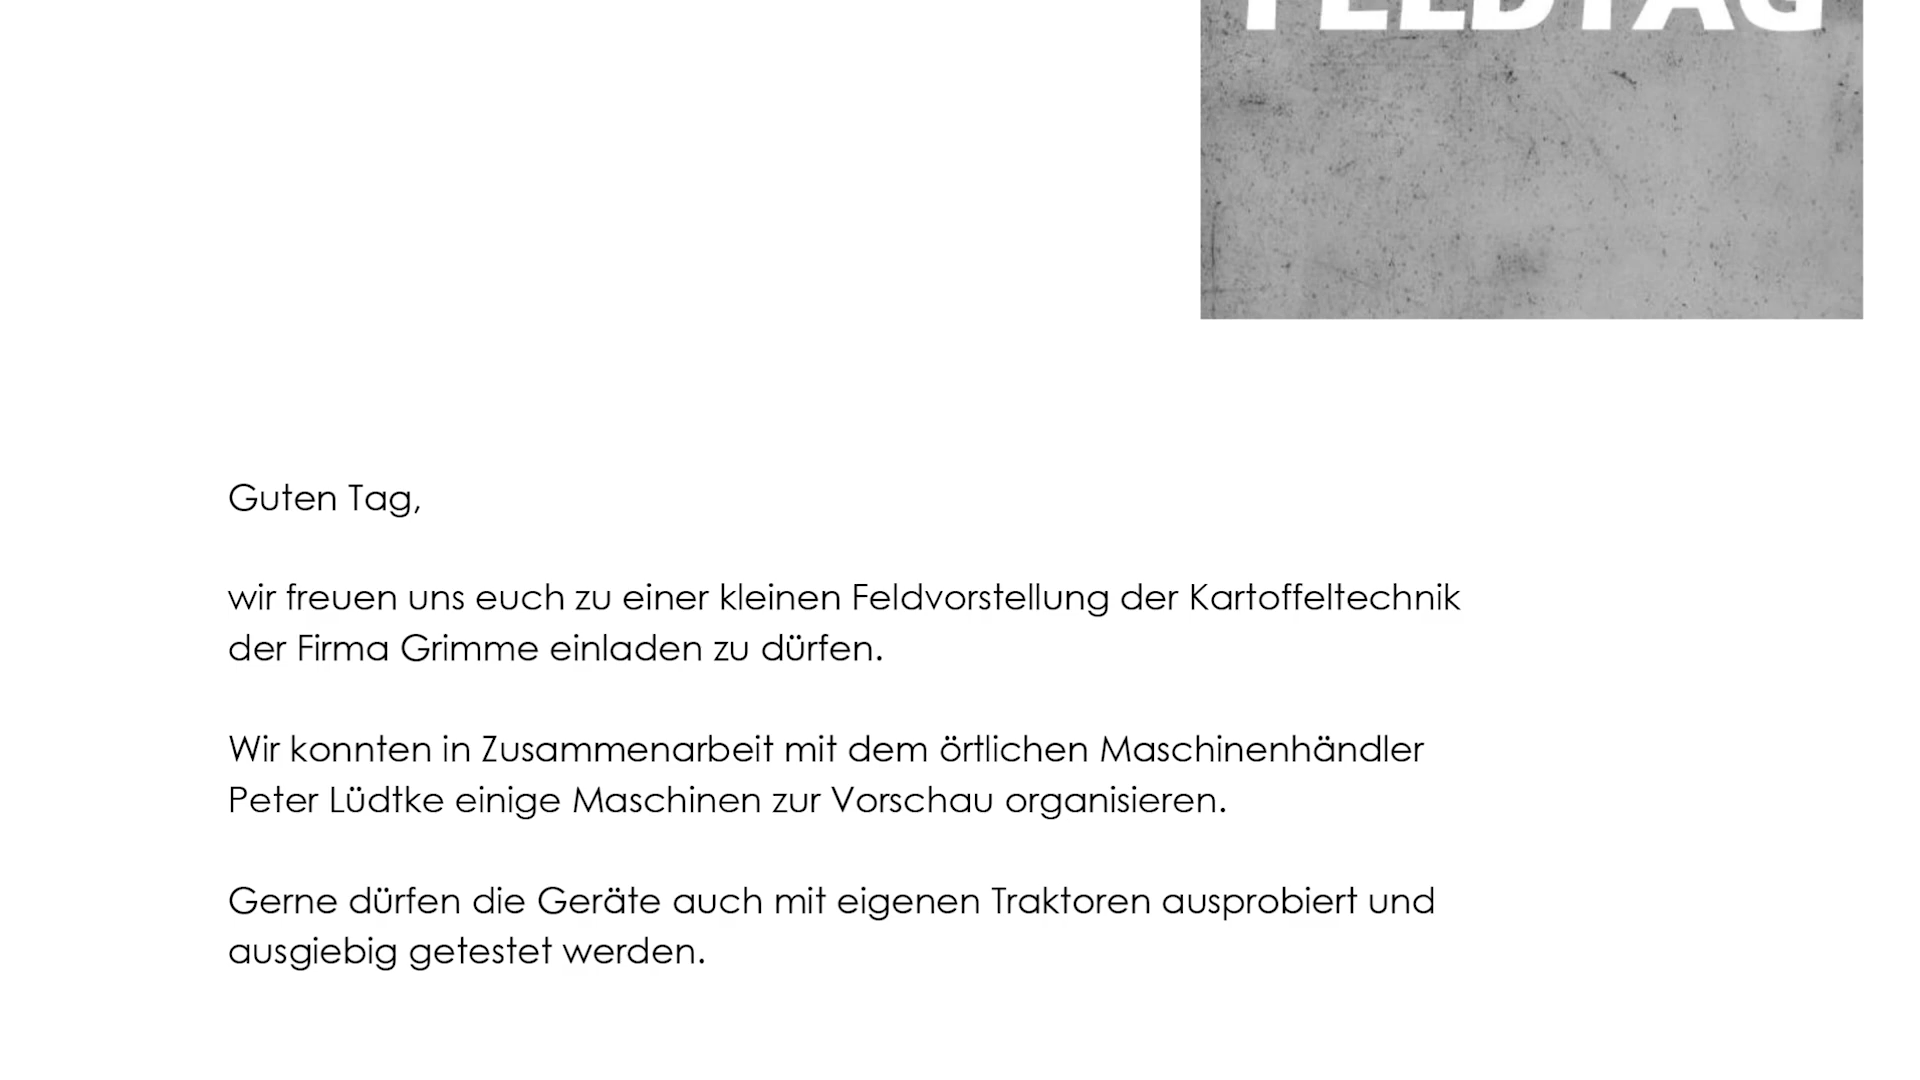 FELDTAG
Guten Tag,
wir freuen uns euch zu einer kleinen Feldvorstellung der Kartoffeltechnik
der Firma Grimme einladen zu dürfen.
Wir konnten in Zusammenarbeit mit dem örtlichen Maschinenhändler
Peter Lüdtke einige Maschinen zur Vorschau organisieren.
Gerne dürfen die Geräte auch mit eigenen Traktoren ausprobiert und
ausgiebig getestet werden.